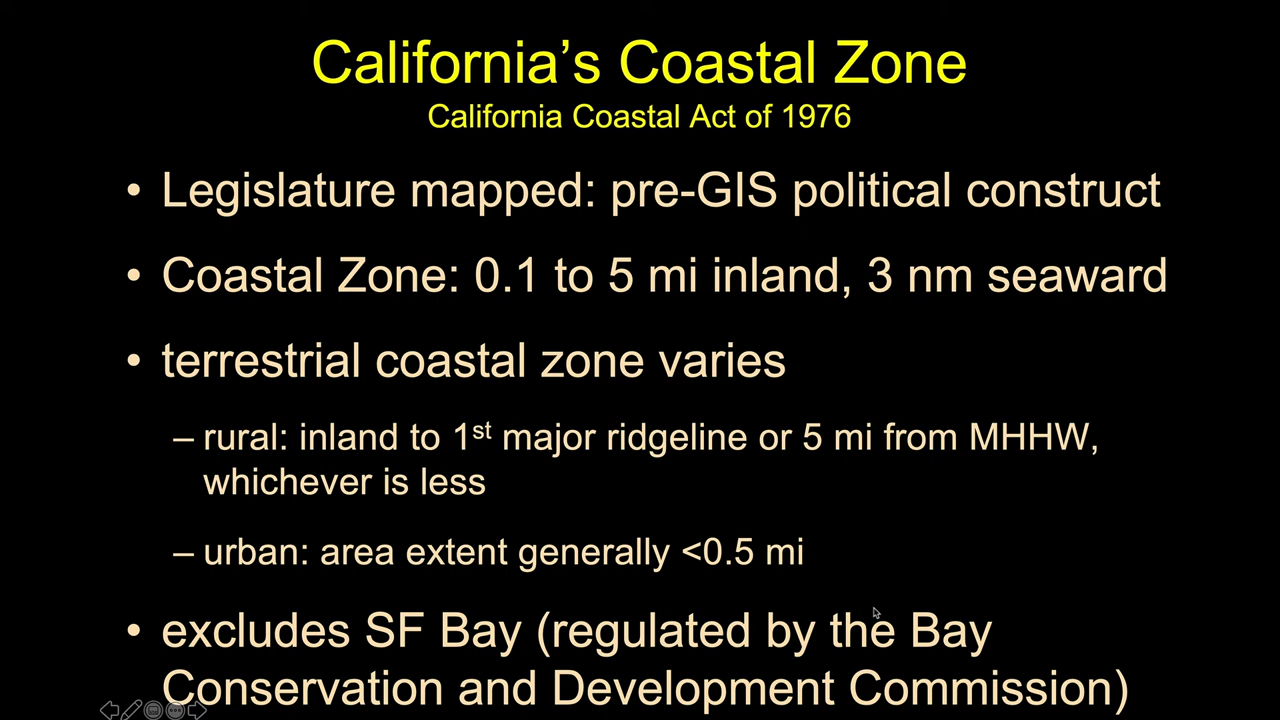 California’s Coastal Zone
California Coastal Act of 1976
• Legislature mapped: pre-GIS political construct
• Coastal Zone: 0.1 to 5 mi inland, 3 nm seaward
• terrestrial coastal zone varies
– rural: inland to 1st major ridgeline or 5 mi from MHHW,
whichever is less
– urban: area extent generally <0.5 mi
• excludes SF Bay (regulated by the Bay
Conservation and Development Commission)